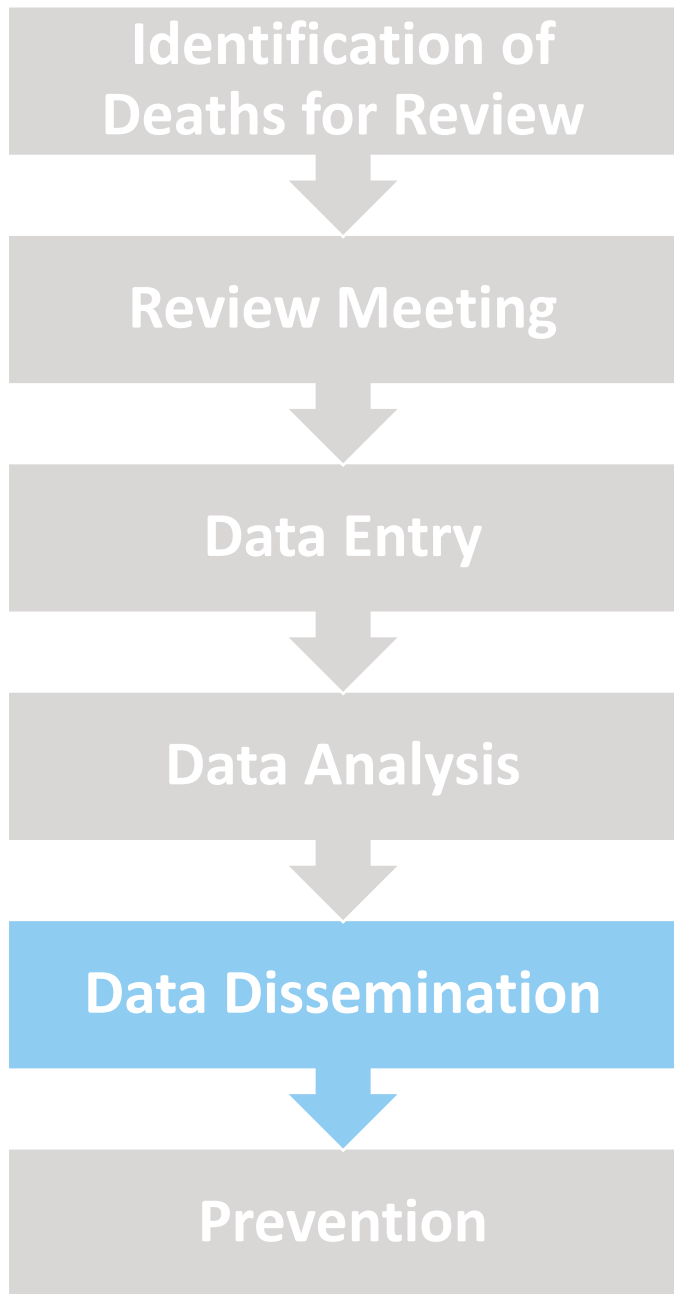 Identification of
Deaths for Review
Review Meeting
Data Entry
Data Analysis
Data Dissemination
Prevention